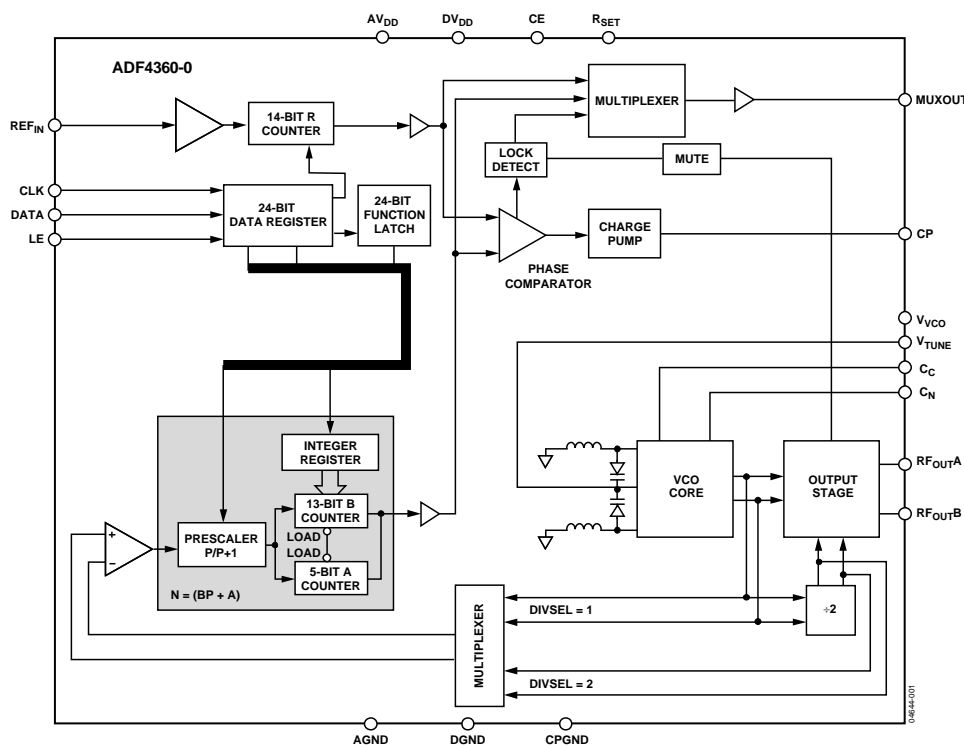 AVDD
DVDD
CE
RSET
ADF4360-0
MULTIPLEXER
MUXOUT
REFIN
14-BIT R
COUNTER
LOCK
DETECT
MUTE
CLK
DATA
LE
24-BIT
DATA REGISTER
24-BIT
FUNCTION
LATCH
CHARGE
PUMP
CP
PHASE
COMPARATOR
VVCO
VTUNE
CC
CN
INTEGER
REGISTER
13-BIT B
COUNTER
LOAD
LOAD
5-BIT A
COUNTER
PRESCALER
P/P+1
+
−
N = (BP + A)
VCO
CORE
OUTPUT
STAGE
RFOUTA
RFOUTB
MULTIPLEXER
DIVSEL = 1
DIVSEL = 2
÷2
04644-001
AGND
DGND
CPGND